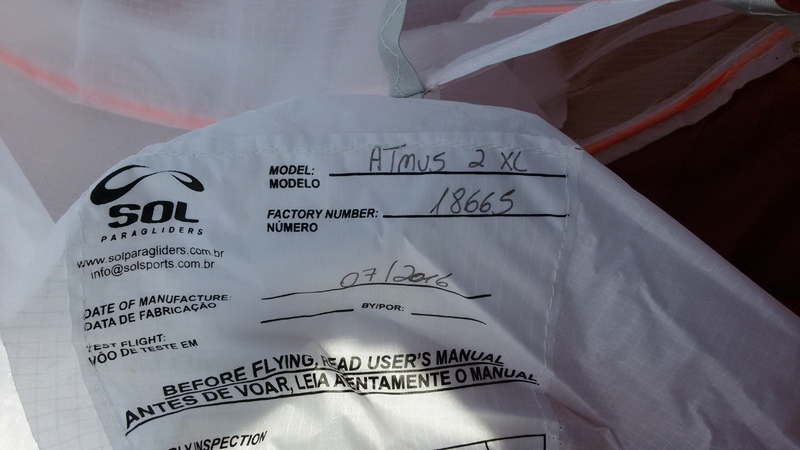 SOL
PARAGLIDERS
www.solparagliders.com.br
info@solsports.com.br
MODEL: ATMUS 2 XL
MODELO
FACTORY NUMBER: 18665
NÚMERO
DATE OF MANUFACTURE: 07/2016
DATA DE FABRICAÇÃO
BY/POR:
TEST FLIGHT:
VÔO DE TESTE EM
BEFORE FLYING, READ USER'S MANUAL
ANTES DE VOAR, LEIA ATENTAMENTE O MANUAL
INSPECTION